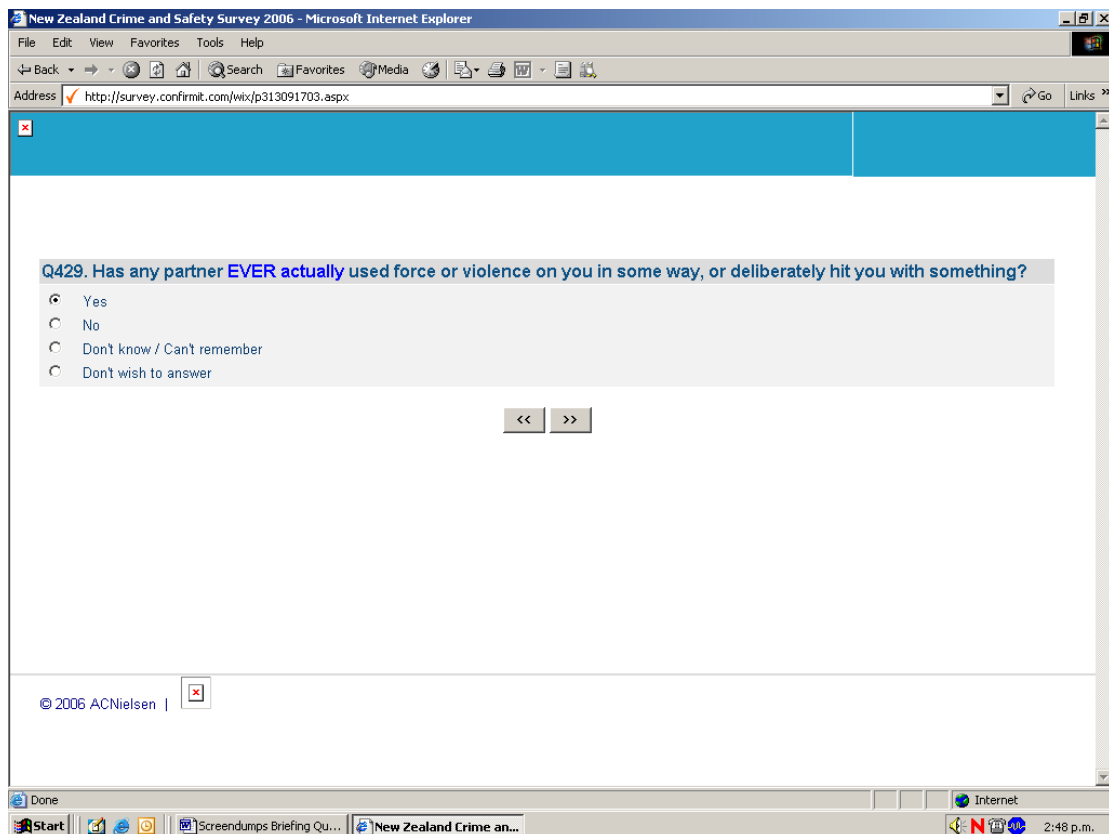 New Zealand Crime and Safety Survey 2006 - Microsoft Internet Explorer
File Edit View Favorites Tools Help
Back Search Favorites Media
Address http://survey.confirmit.com/wix/p313091703.aspx Go Links »
Q429. Has any partner EVER actually used force or violence on you in some way, or deliberately hit you with something?
Yes
No
Don't know / Can't remember
Don't wish to answer
<< >>
© 2006 ACNielsen |
Done Internet
Start Screendumps Briefing Qu... New Zealand Crime an... N 2:48 p.m.